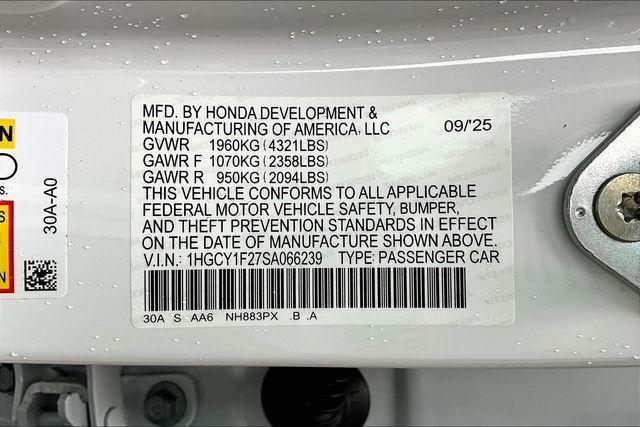 MFD. BY HONDA DEVELOPMENT &
MANUFACTURING OF AMERICA, LLC 09/'25
GVWR 1960KG (4321LBS)
GAWR F 1070KG (2358LBS)
GAWR R 950KG (2094LBS)
THIS VEHICLE CONFORMS TO ALL APPLICABLE
FEDERAL MOTOR VEHICLE SAFETY, BUMPER,
AND THEFT PREVENTION STANDARDS IN EFFECT
ON THE DATE OF MANUFACTURE SHOWN ABOVE.
V.I.N.: 1HGCY1F27SA066239 TYPE: PASSENGER CAR
30A S AA6 NH883PX .B .A
30A-A0
N
s.